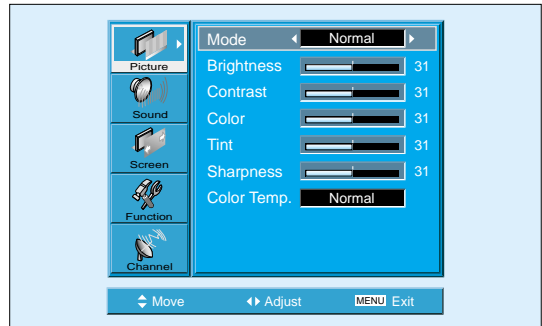 Picture
Sound
Screen
Function
Channel
Mode Normal
Brightness 31
Contrast 31
Color 31
Tint 31
Sharpness 31
Color Temp. Normal
Move Adjust MENU Exit